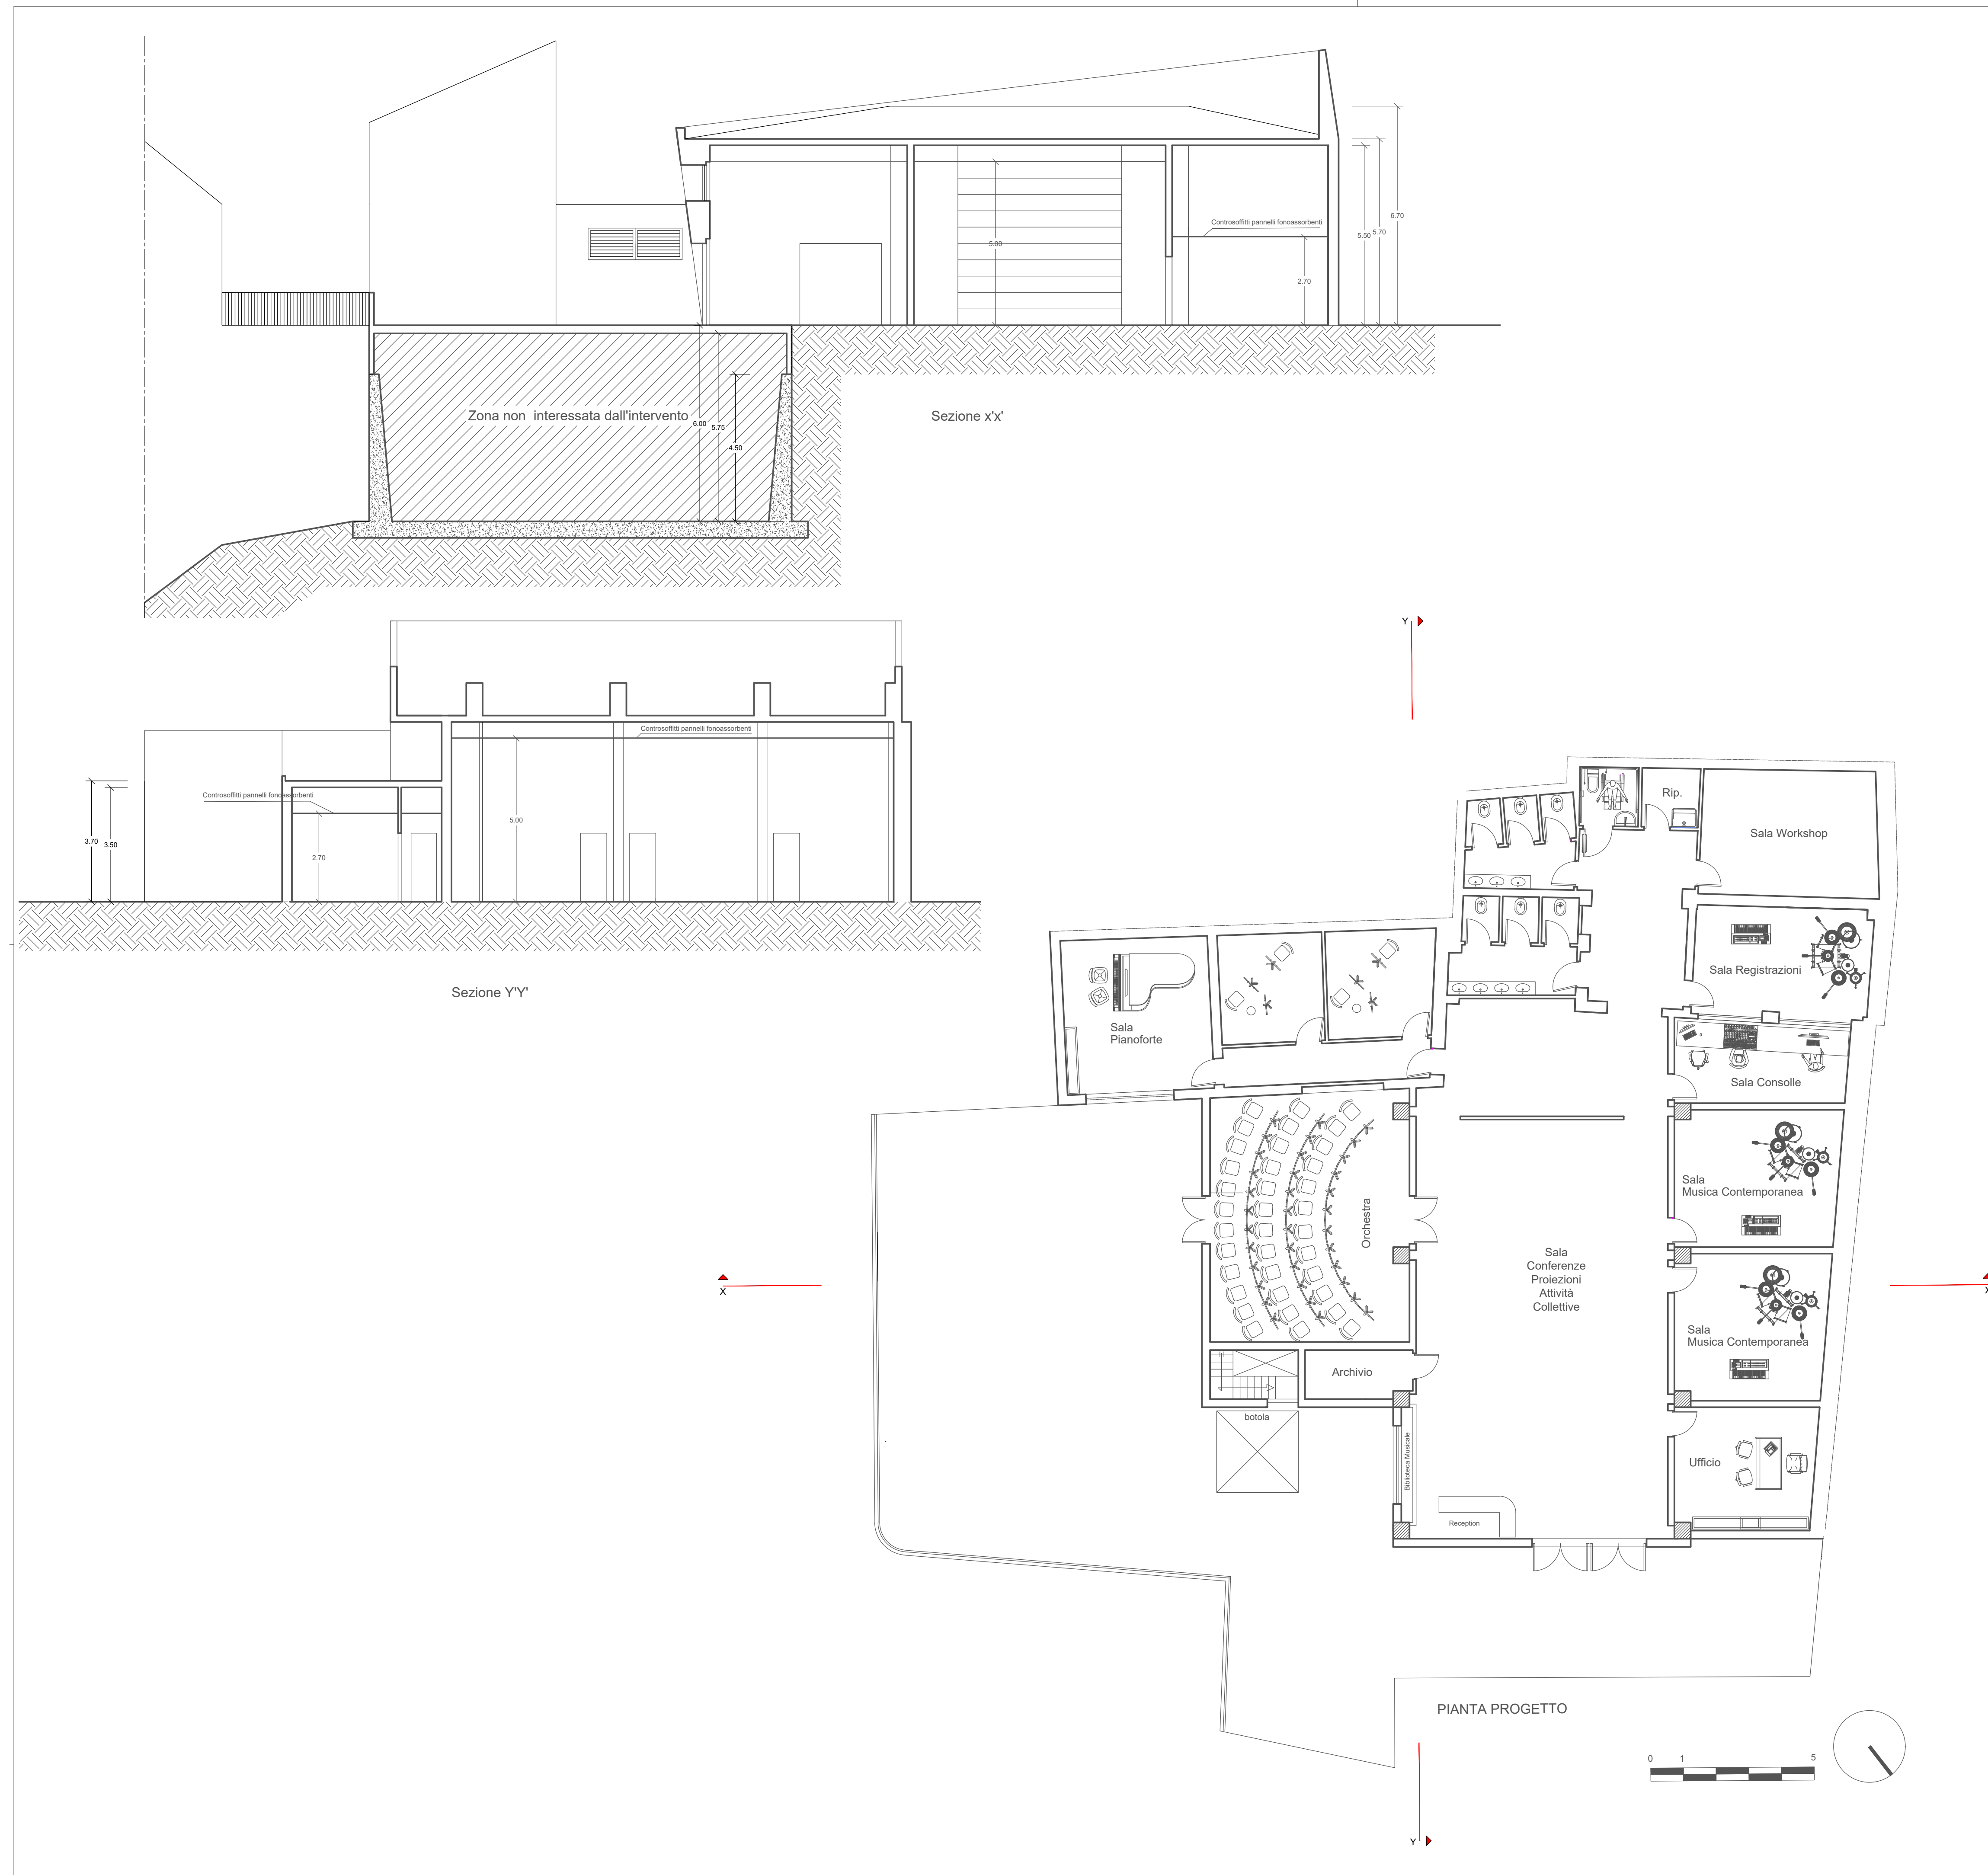 Controsoffitti pannelli fonoassorbenti
5.00
2.70
5.50
5.70
6.70
Zona non interessata dall'intervento
6.00
5.75
4.50
Sezione x'x'
Controsoffitti pannelli fonoassorbenti
Controsoffitti pannelli fonoassorbenti
3.70
3.50
2.70
5.00
Sezione Y'Y'
Y
Rip.
Sala Workshop
Sala Registrazioni
Sala
Pianoforte
Sala Consolle
Sala
Musica Contemporanea
Orchestra
Sala
Conferenze
Proiezioni
Attività
Collettive
X
X
Sala
Musica Contemporanea
Archivio
botola
Biblioteca Musicale
Ufficio
Reception
PIANTA PROGETTO
0 1 5
Y